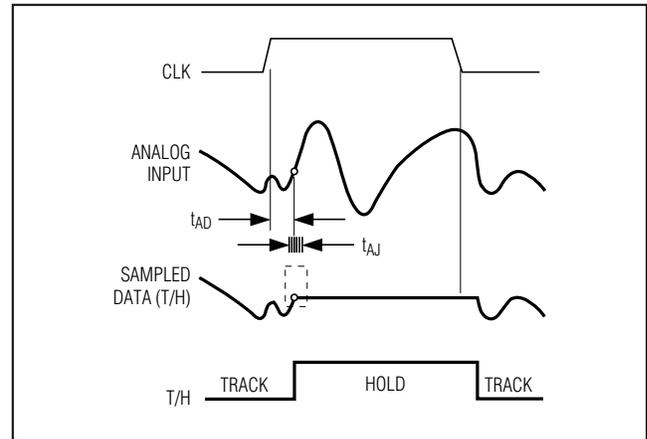 CLK
ANALOG
INPUT
tAD
tAJ
SAMPLED
DATA (T/H)
TRACK
HOLD
TRACK
T/H